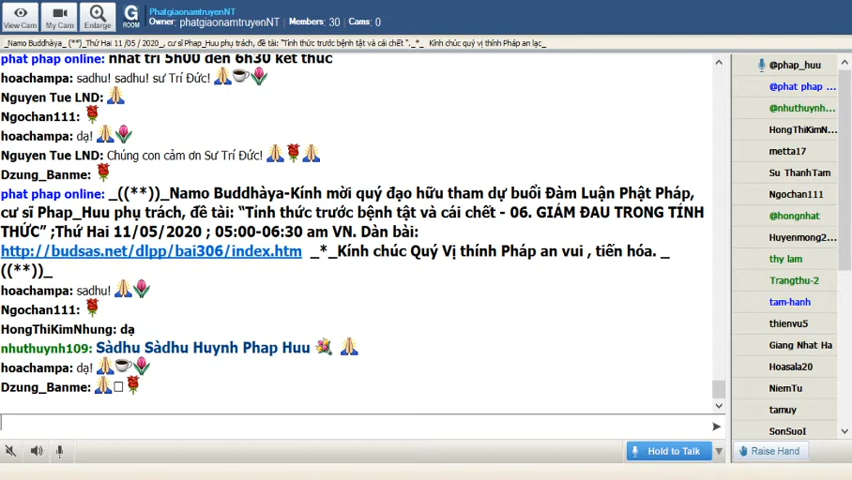 PhatgiaonamtruyenNT
Owner: phatgiaonamtruyenNT | Members: 30 | Cams: 0
View Cam
My Cam
Enlarge
G
ROOM
_Namo Buddhàya_ (**)_Thứ Hai 11 /05 / 2020_, cư sĩ Phap_Huu phụ trách, đề tài: "Tỉnh thức trước bệnh tật và cái chết "._*_ Kính chúc quý vị thính Pháp an lạc_
phat phap online: nhất trí 5h00 đến 6h30 kết thúc
hoachampa: sadhu! sadhu! sư Trí Đức!
Nguyen Tue LND:
Ngochan111:
hoachampa: dạ!
Nguyen Tue LND: Chúng con cảm ơn Sư Trí Đức!
Dzung_Banme:
phat phap online: _((**))_Namo Buddhàya-Kính mời quý đạo hữu tham dự buổi Đàm Luận Phật Pháp,
cư sĩ Phap_Huu phụ trách, đề tài: “Tỉnh thức trước bệnh tật và cái chết - 06. GIẢM ĐAU TRONG TỈNH
THỨC” ;Thứ Hai 11/05/2020 ; 05:00-06:30 am VN. Dàn bài:
http://budsas.net/dlpp/bai306/index.htm _*_Kính chúc Quý Vị thính Pháp an vui , tiến hóa. _
((**))_
hoachampa: sadhu!
Ngochan111:
HongThiKimNhung: dạ
nhuthuynh109: Sàdhu Sàdhu Huynh Phap Huu
hoachampa: dạ!
Dzung_Banme:
Hold to Talk
@phap_huu
@phat phap ...
@nhuthuynh...
HongThiKimN...
metta17
Su ThanhTam
Ngochan111
@hongnhat
Huyenmong2...
thy lam
Trangthu-2
tam-hanh
thienvu5
Giang Nhat Ha
Hoasala20
NiemTu
tamuy
SonSuoI
Raise Hand